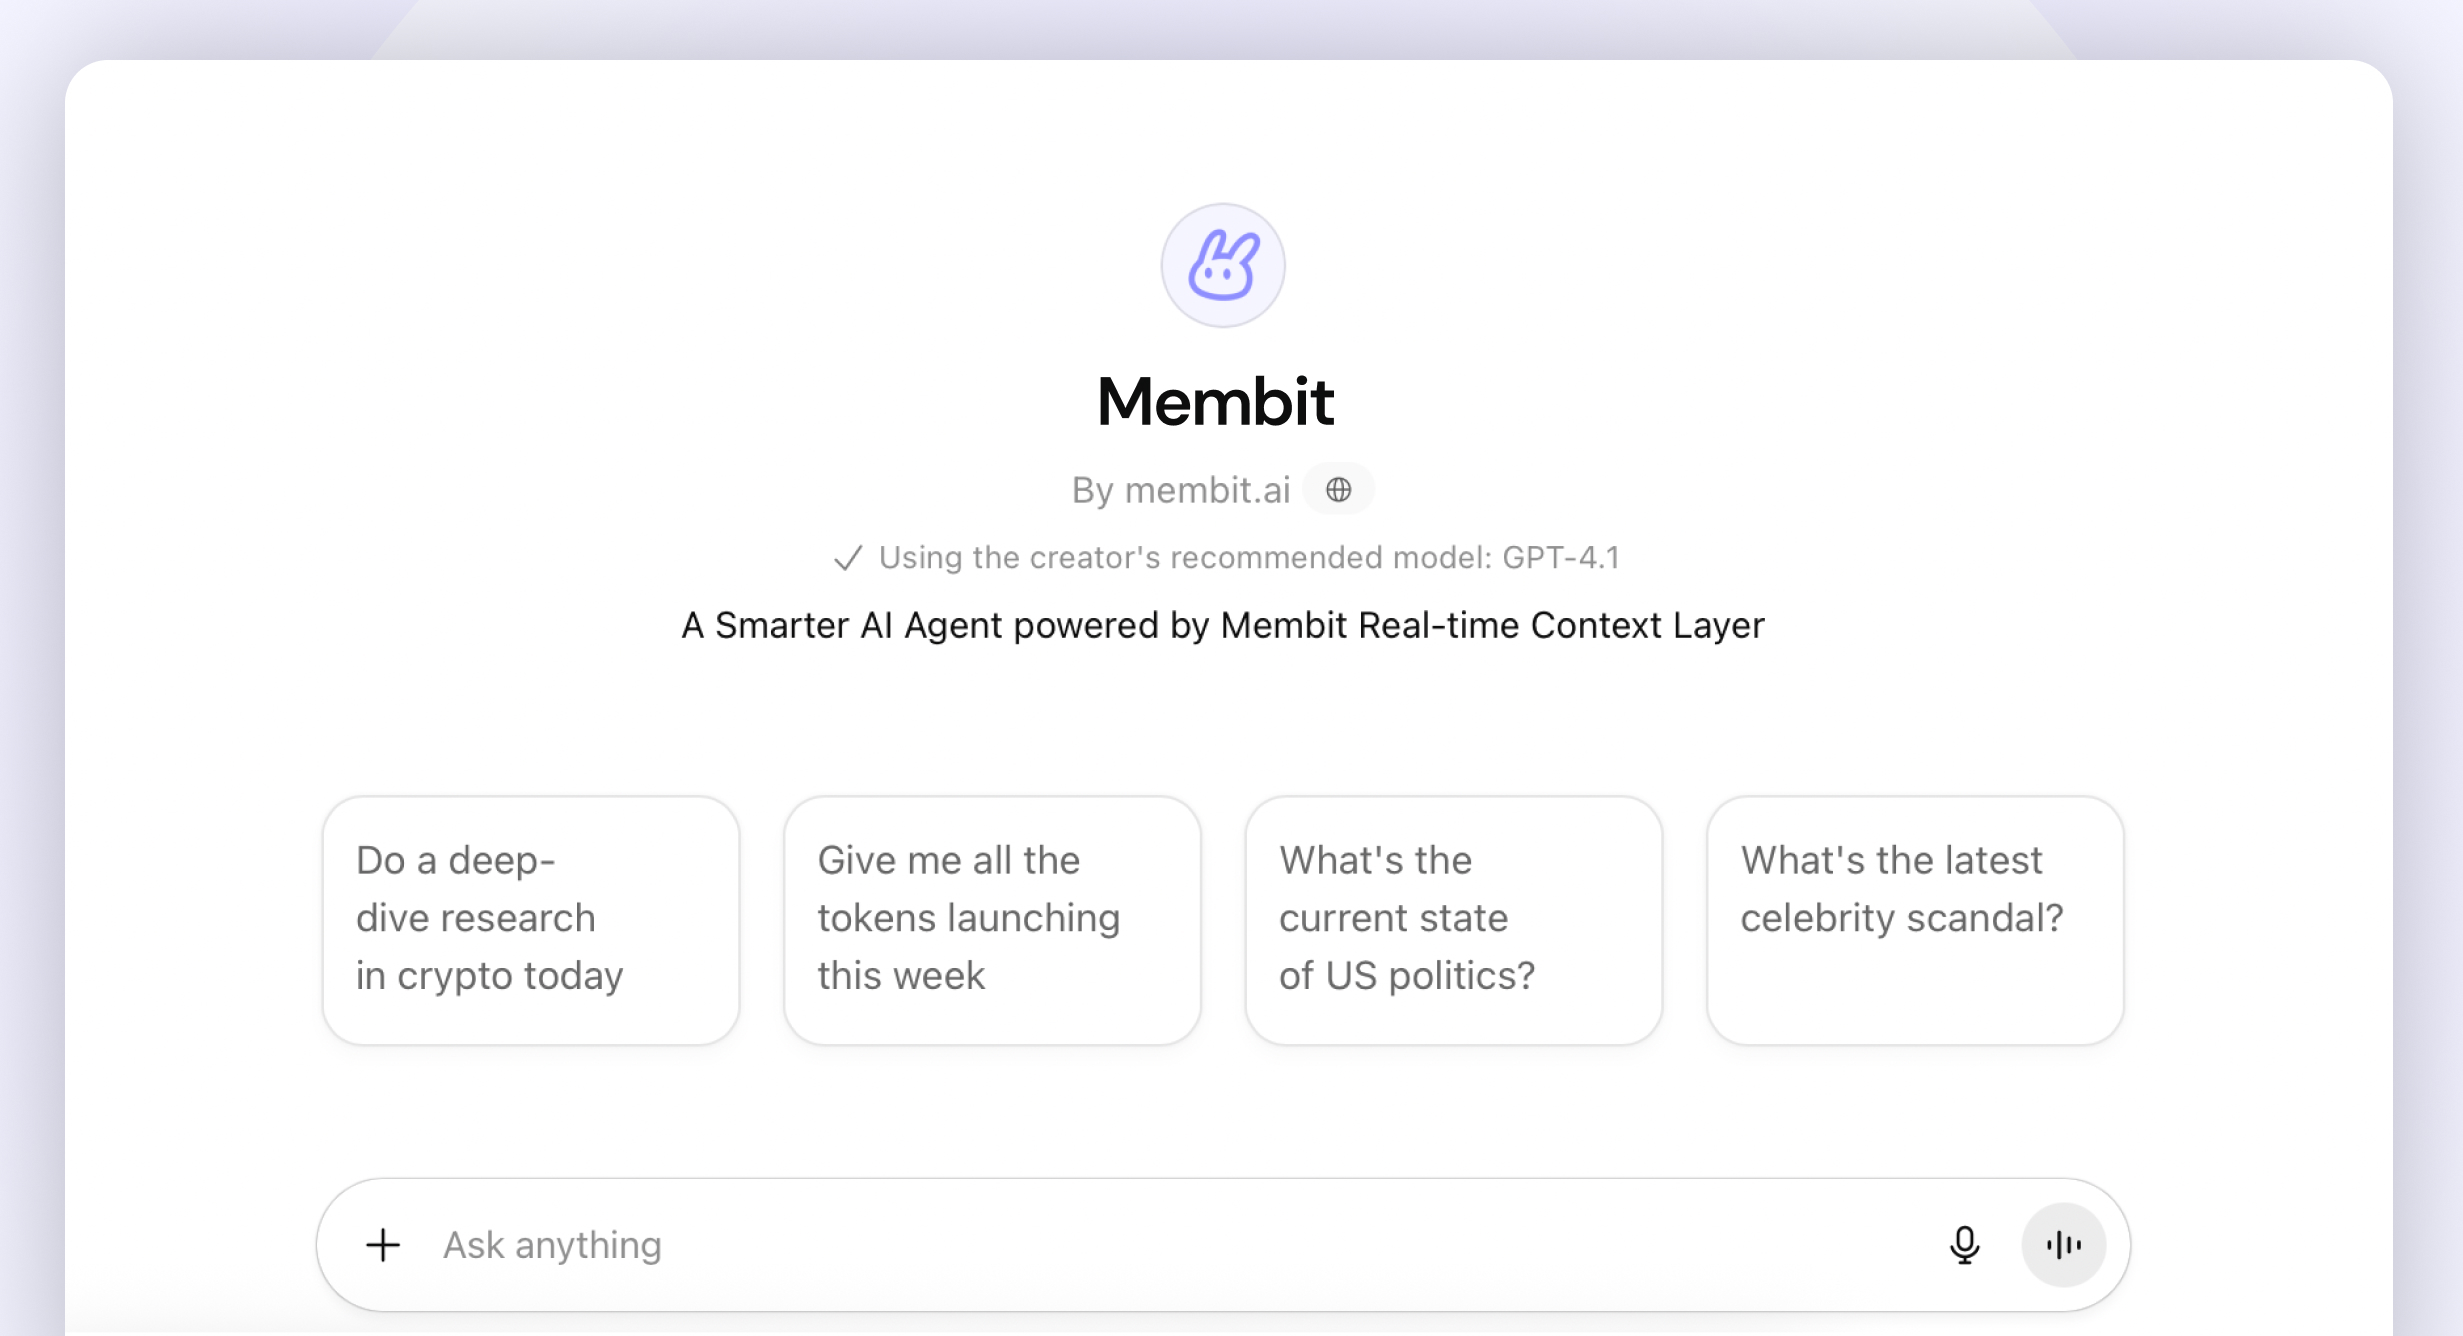 Membit
By membit.ai
Using the creator's recommended model: GPT-4.1
A Smarter AI Agent powered by Membit Real-time Context Layer
Do a deep-
dive research
in crypto today
Give me all the
tokens launching
this week
What's the
current state
of US politics?
What's the latest
celebrity scandal?
Ask anything